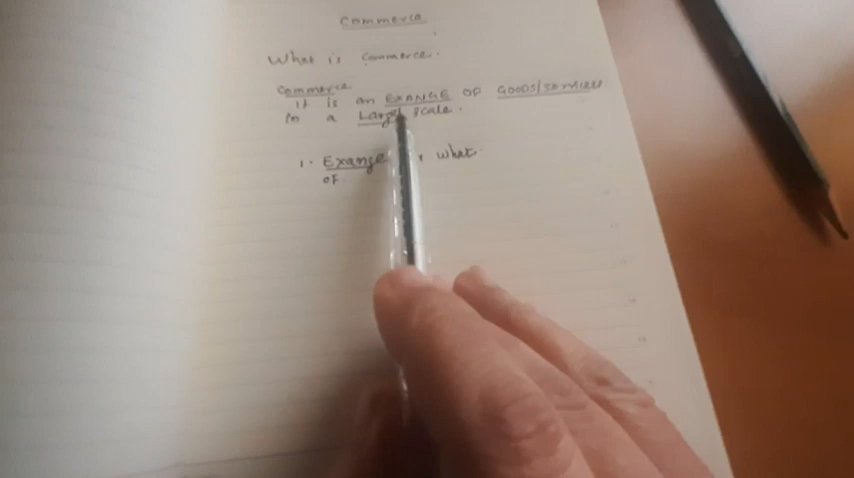 Commerce
What is Commerce.
Commerce
It is an EXANGE OF GOODS/SERVICES
In a Large Scale.
1. Exange, what
of